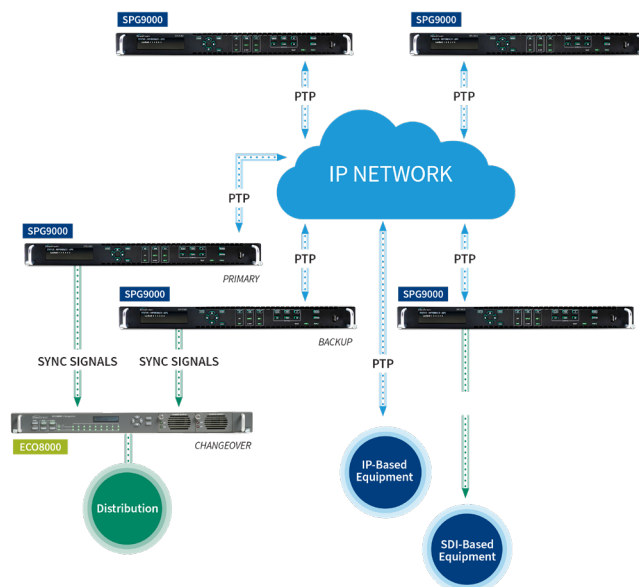 SPG9000
SPG9000
PTP
PTP
IP NETWORK
PTP
SPG9000
PTP
PTP
PRIMARY
SPG9000
SPG9000
BACKUP
SYNC SIGNALS
SYNC SIGNALS
PTP
ECO8000
CHANGEOVER
IP-Based
Equipment
Distribution
SDI-Based
Equipment